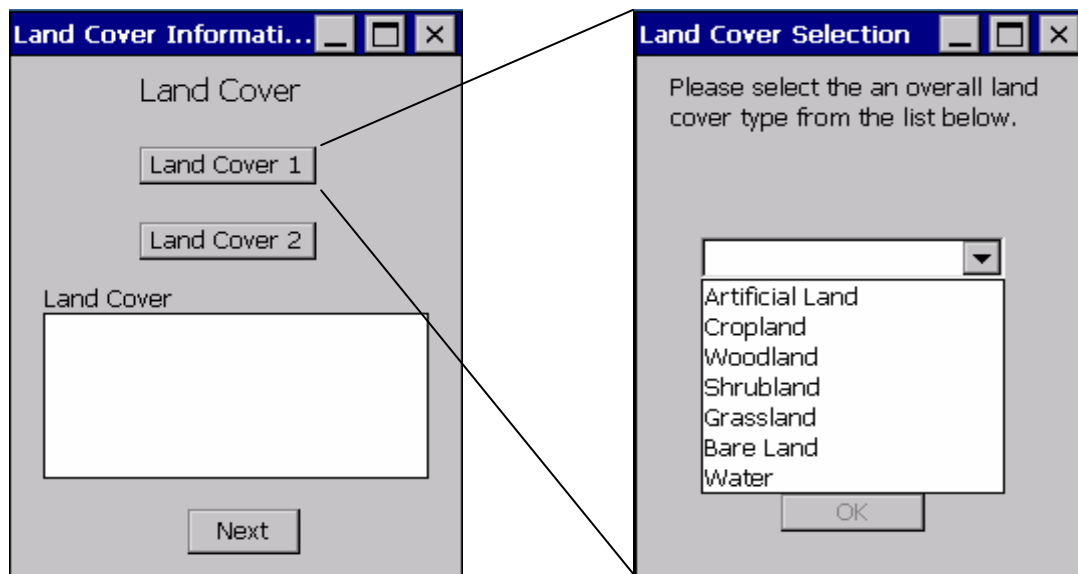 Land Cover Informati...
Land Cover
Land Cover 1
Land Cover 2
Land Cover
Next
Land Cover Selection
Please select the an overall land
cover type from the list below.
Artificial Land
Cropland
Woodland
Shrubland
Grassland
Bare Land
Water
OK